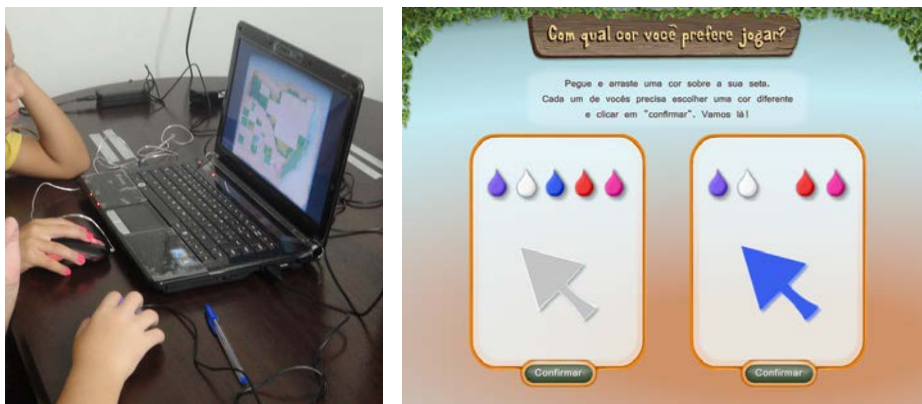 Com qual cor você prefere jogar?
Pegue e arraste uma cor sobre a sua seta.
Cada um de vocês precisa escolher uma cor diferente
e clicar em "confirmar". Vamos lá!
Confirmar
Confirmar